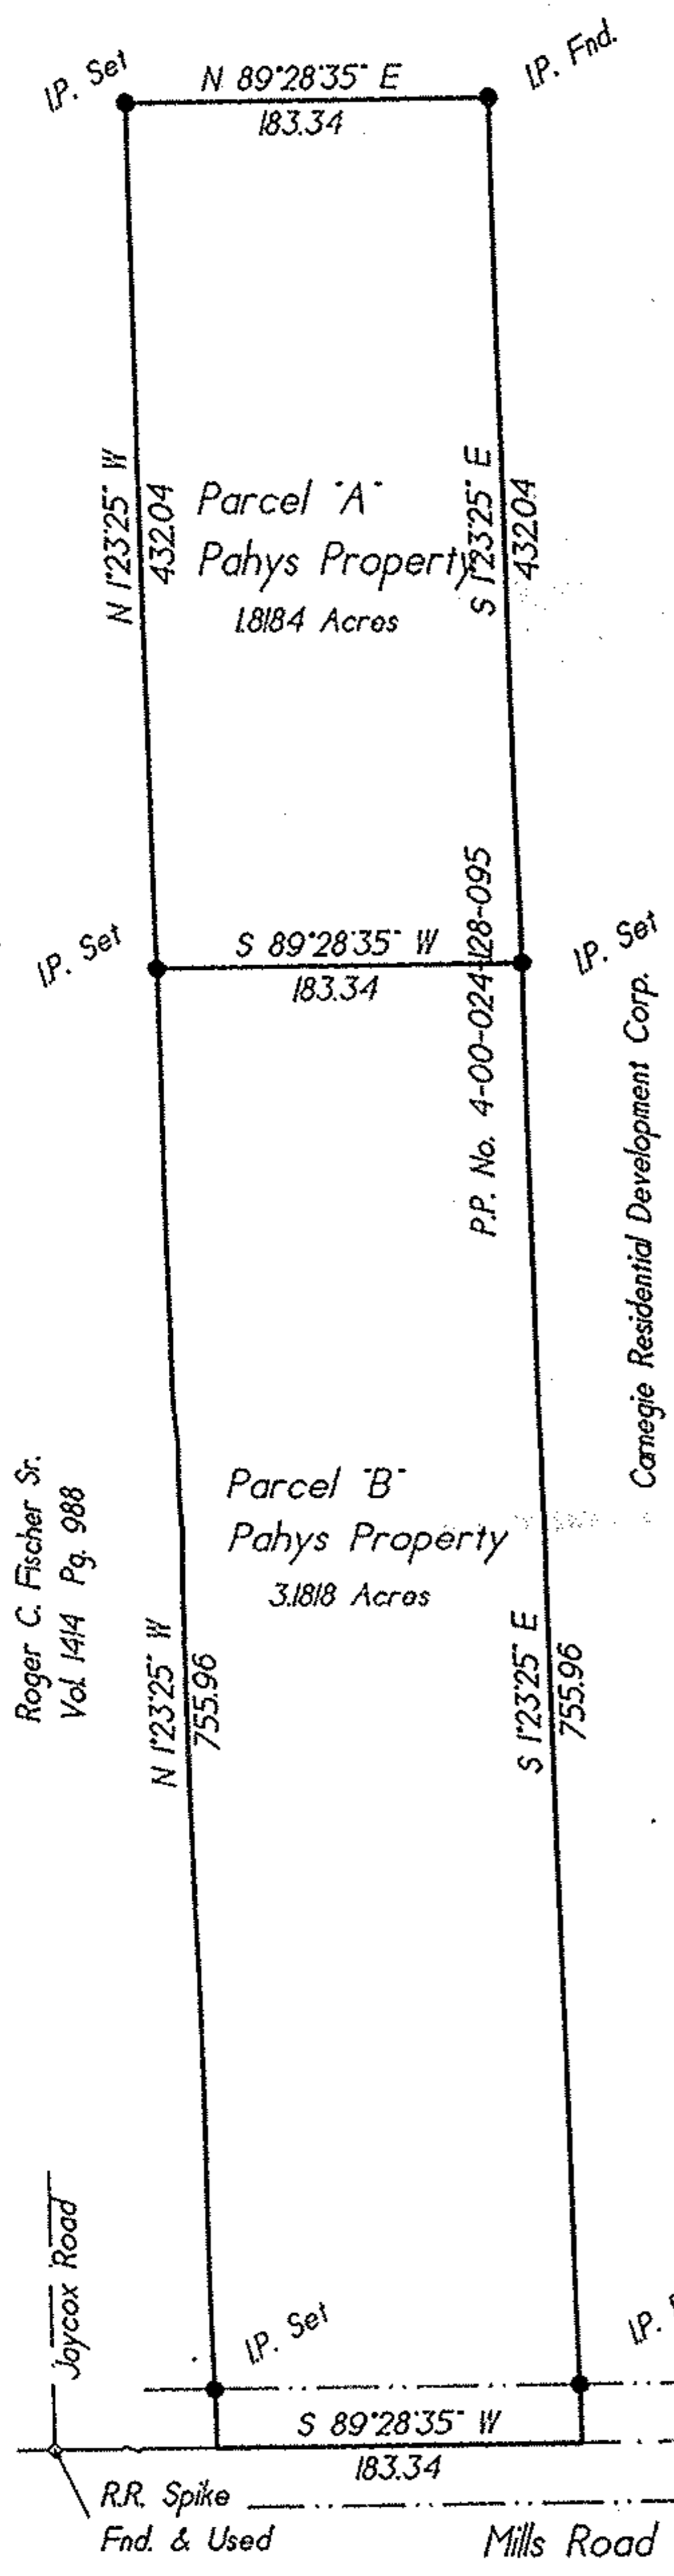 I.P. Set
N 89°28'35" E
I.P. Fnd.
183.34
N 1°23'25" W
432.04
Parcel "A"
Pahys Property
1.8184 Acres
S 1°23'25" E
432.04
I.P. Set
S 89°28'35" W
183.34
P.P. No. 4-00-024-128-095
I.P. Set
Carnegie Residential Development Corp.
Roger C. Fischer Sr.
Vol. 1414 Pg. 988
Parcel "B"
Pahys Property
3.1818 Acres
N 1°23'25" W
755.96
S 1°23'25" E
755.96
Jaycox Road
I.P. Set
I.P.
S 89°28'35" W
183.34
R.R. Spike
Fnd. & Used
Mills Road